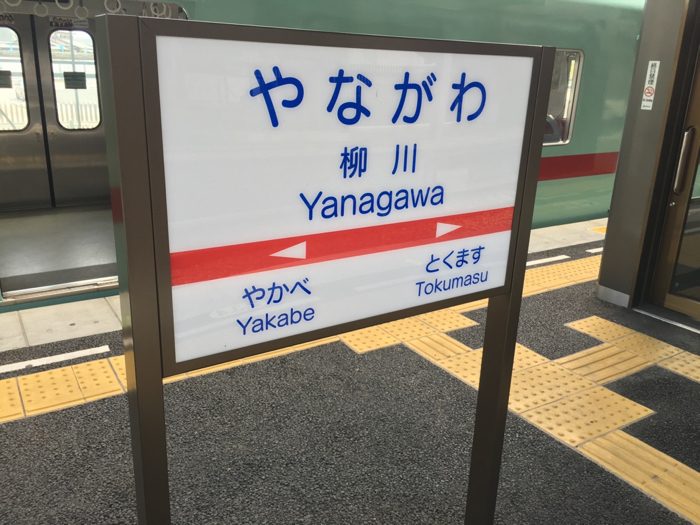 やながわ
柳川
Yanagawa
やかべ
Yakabe
とくます
Tokumasu